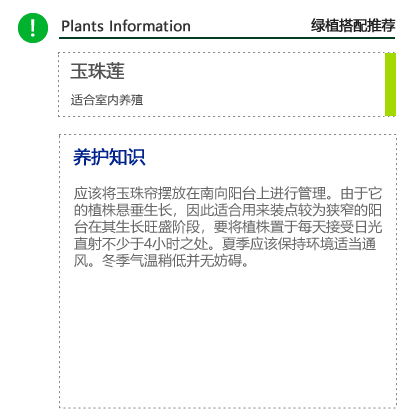 Plants Information 绿植搭配推荐
玉珠莲
适合室内养殖
养护知识
应该将玉珠帘摆放在南向阳台上进行管理。由于它
的植株悬垂生长，因此适合用来装点较为狭窄的阳
台在其生长旺盛阶段，要将植株置于每天接受日光
直射不少于4小时之处。夏季应该保持环境适当通
风。冬季气温稍低并无妨碍。